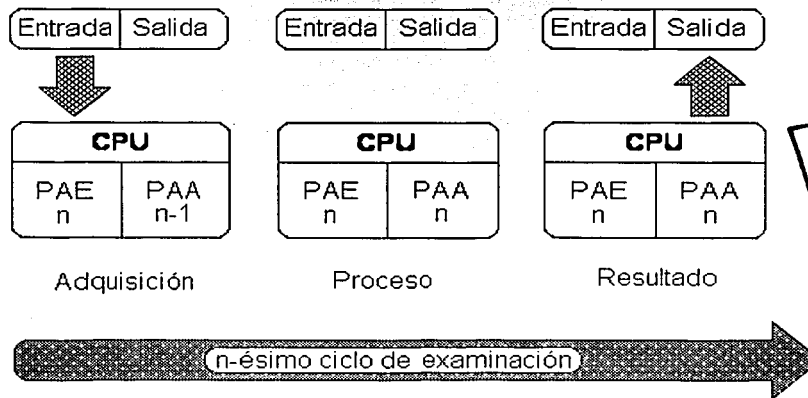 Entrada Salida Entrada Salida Entrada Salida
CPU CPU CPU
PAE PAA PAE PAA PAE PAA
n n-1 n n n n
Adquisición Proceso Resultado
n-ésimo ciclo de examinación